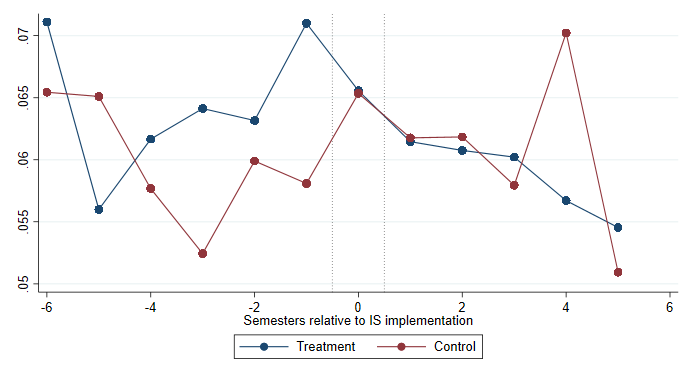 .07
.065
.06
.055
.05
-6 -4 -2 0 2 4 6
Semesters relative to IS implementation
Treatment Control